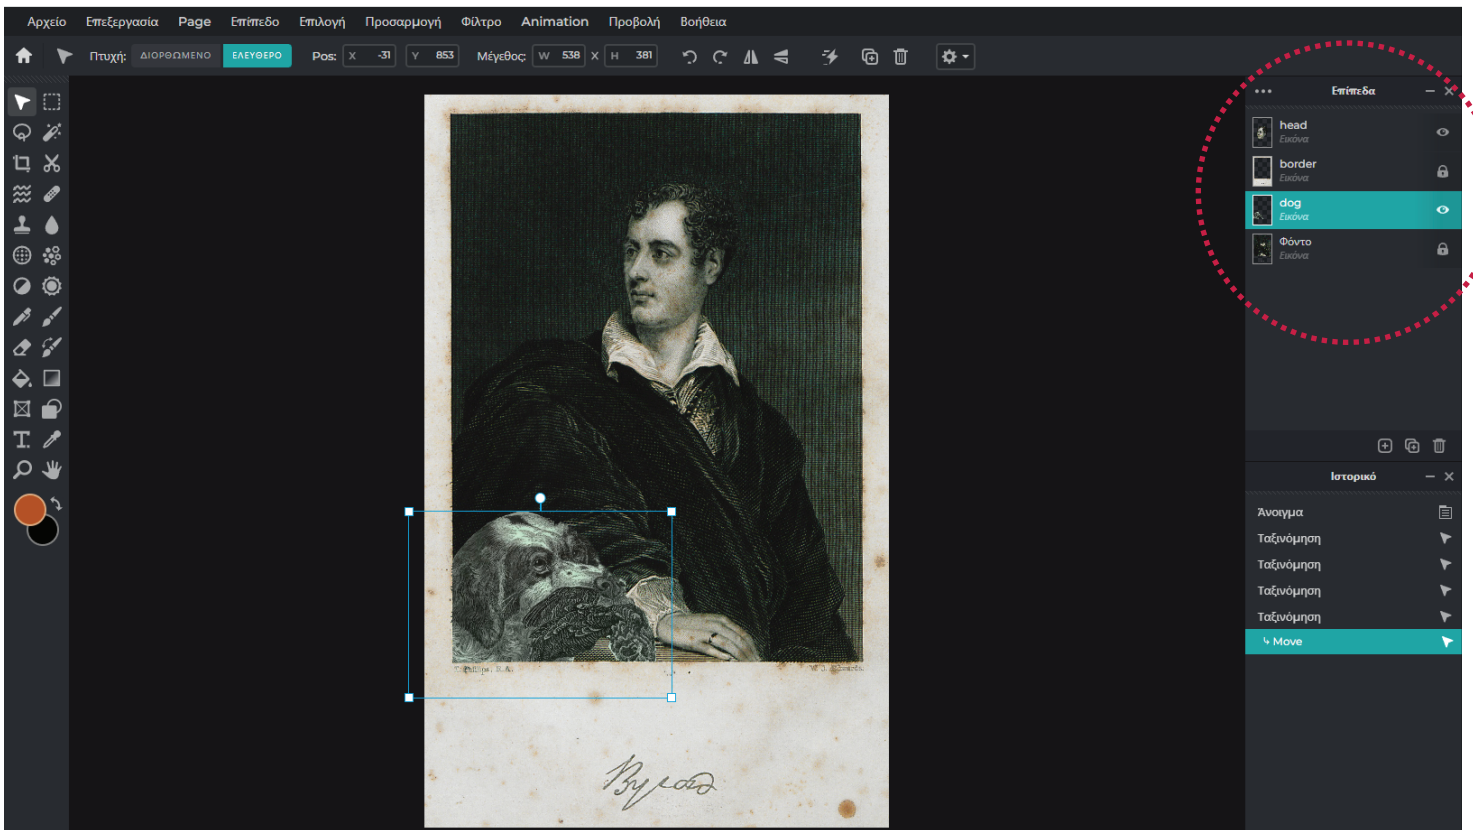 Αρχείο Επεξεργασία Page Επίπεδο Επιλογή Προσαρμογή Φίλτρο Animation Προβολή Βοήθεια
Πτυχή: ΔΙΟΡΘΩΜΕΝΟ ΕΛΕΥΘΕΡΟ Pos: X -31 Y 853 Μέγεθος: W 538 X H 381
Επίπεδα
head
Εικόνα
border
Εικόνα
dog
Εικόνα
Φόντο
Εικόνα
Ιστορικό
Άνοιγμα
Ταξινόμηση
Ταξινόμηση
Ταξινόμηση
Ταξινόμηση
Move
R.A.
Byron